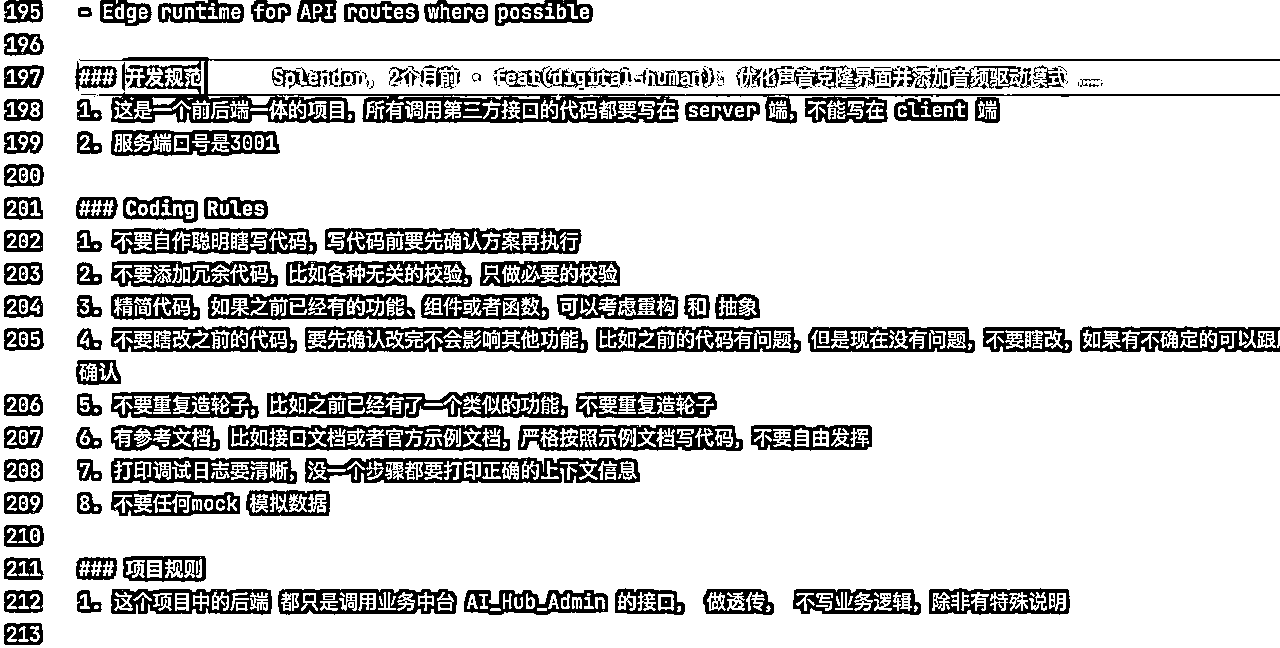 195 - Edge runtime for API routes where possible
196
197 ### 开发规范 Splendor, 2个月前 • feat(digital-human): 优化声音克隆界面并添加音频驱动模式 ...
198 1. 这是一个前后端一体的项目，所有调用第三方接口的代码都要写在 server 端，不能写在 client 端
199 2. 服务端口号是3001
200
201 ### Coding Rules
202 1. 不要自作聪明瞎写代码，写代码前要先确认方案再执行
203 2. 不要添加冗余代码，比如各种无关的校验，只做必要的校验
204 3. 精简代码，如果之前已经有的功能、组件或者函数，可以考虑重构 和 抽象
205 4. 不要瞎改之前的代码，要先确认改完不会影响其他功能，比如之前的代码有问题，但是现在没有问题，不要瞎改，如果有不确定的可以跟
确认
206 5. 不要重复造轮子，比如之前已经有了一个类似的功能，不要重复造轮子
207 6. 有参考文档，比如接口文档或者官方示例文档，严格按照示例文档写代码，不要自由发挥
208 7. 打印调试日志要清晰，没一个步骤都要打印正确的上下文信息
209 8. 不要任何mock 模拟数据
210
211 ### 项目规则
212 1. 这个项目中的后端 都只是调用业务中台 AI_Hub_Admin 的接口， 做透传， 不写业务逻辑，除非有特殊说明
213